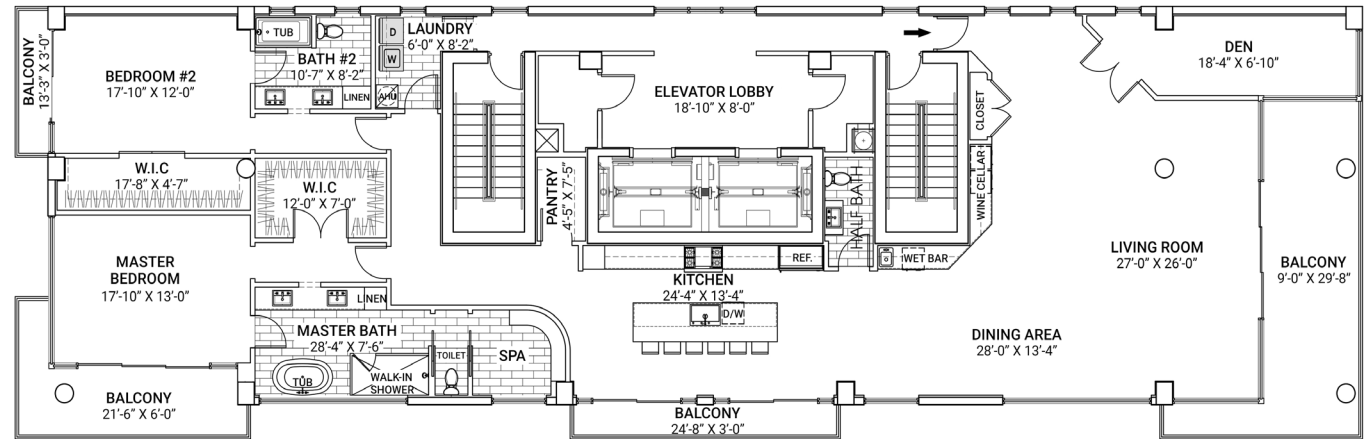 BALCONY
13'-3" X 3'-0"
BEDROOM #2
17'-10" X 12'-0"
TUB
BATH #2
10'-7" X 8'-2"
LINEN
D
W
AHU
LAUNDRY
6'-0" X 8'-2"
ELEVATOR LOBBY
18'-10" X 8'-0"
CLOSET
DEN
18'-4" X 6'-10"
W.I.C
17'-8" X 4'-7"
W.I.C
12'-0" X 7'-0"
PANTRY
4'-5" X 7'-5"
HALF BATH
WINE CELLAR
WET BAR
REF.
MASTER
BEDROOM
17'-10" X 13'-0"
LINEN
KITCHEN
24'-4" X 13'-4"
D/W
LIVING ROOM
27'-0" X 26'-0"
BALCONY
9'-0" X 29'-8"
MASTER BATH
28'-4" X 7'-6"
TUB
WALK-IN
SHOWER
TOILET
SPA
DINING AREA
28'-0" X 13'-4"
BALCONY
21'-6" X 6'-0"
BALCONY
24'-8" X 3'-0"